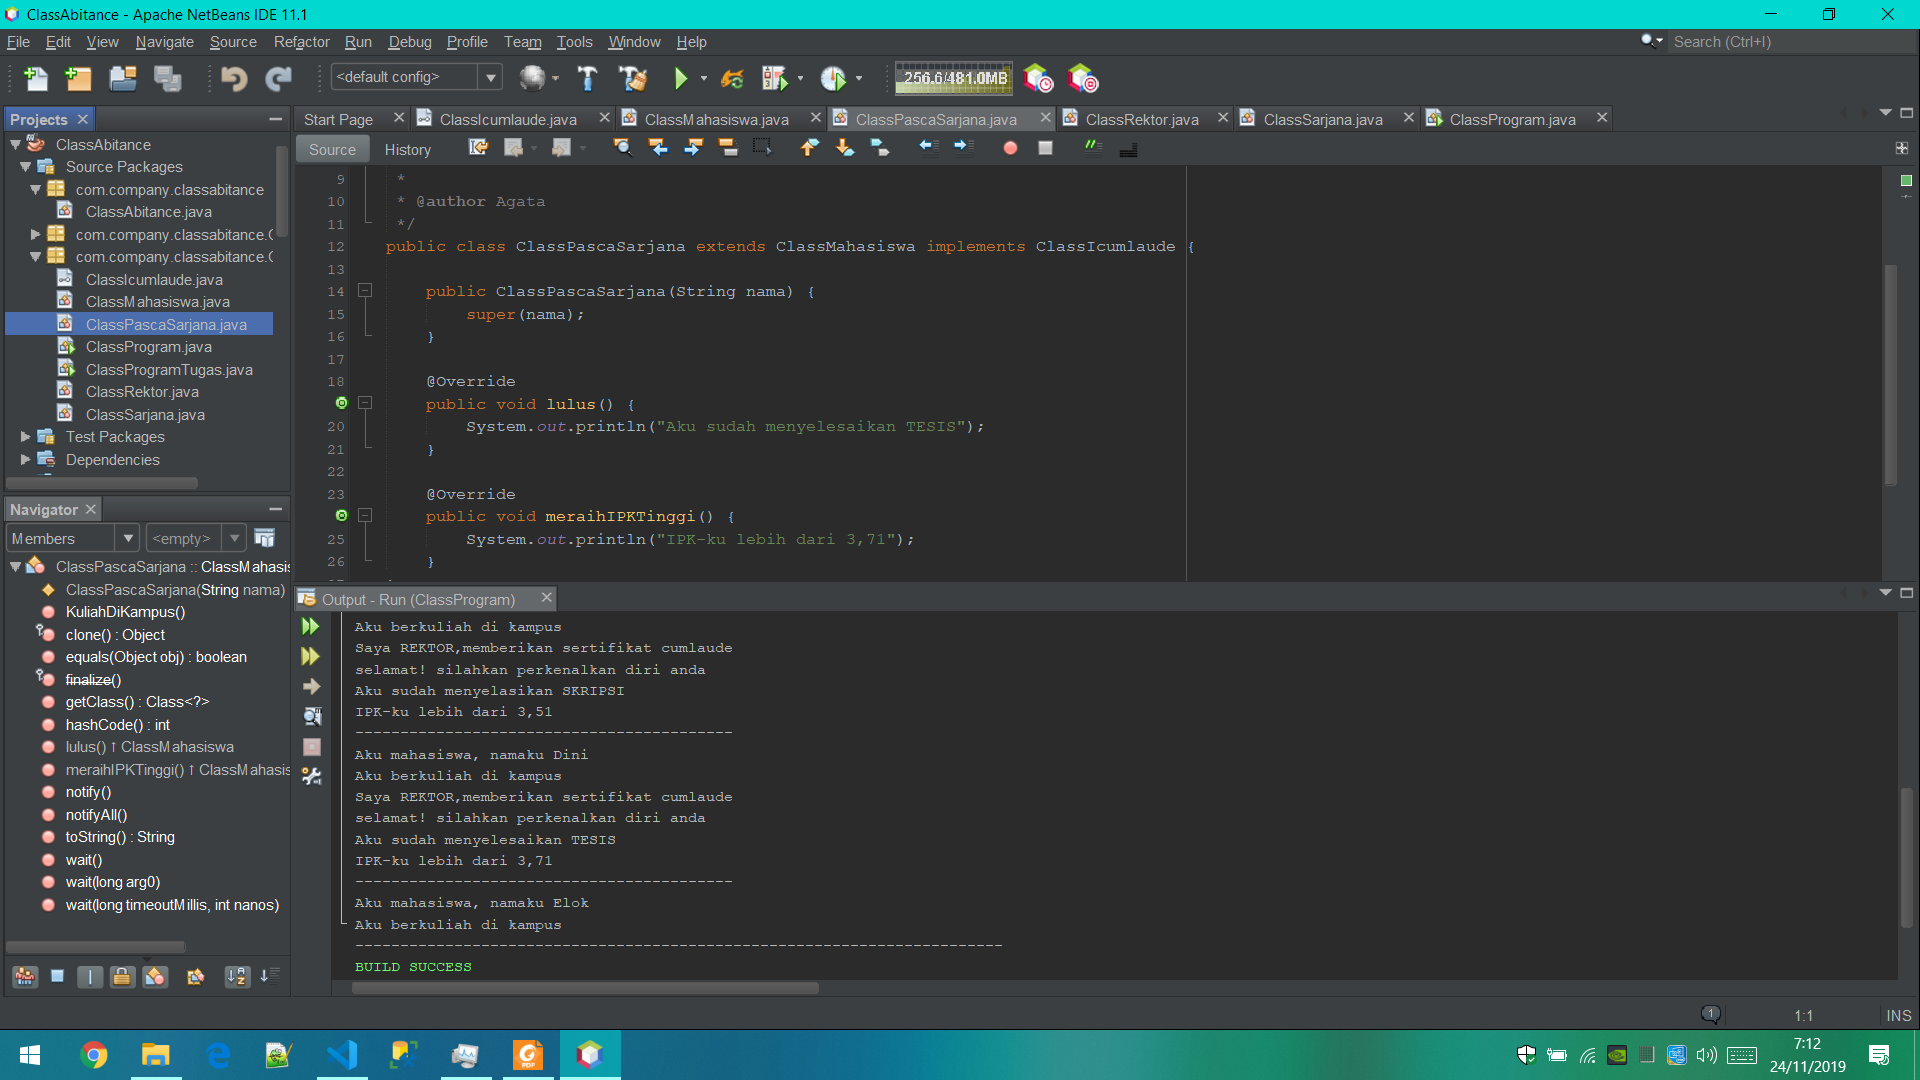 ClassAbitance - Apache NetBeans IDE 11.1
File Edit View Navigate Source Refactor Run Debug Profile Team Tools Window Help
Search (Ctrl+I)
<default config>
256.6/481.0MB
Projects
Start Page ClassIcumlaude.java ClassMahasiswa.java ClassPascaSarjana.java ClassRektor.java ClassSarjana.java ClassProgram.java
Source History
ClassAbitance
Source Packages
com.company.classabitance
ClassAbitance.java
com.company.classabitance.C
com.company.classabitance.C
ClassIcumlaude.java
ClassMahasiswa.java
ClassPascaSarjana.java
ClassProgram.java
ClassProgramTugas.java
ClassRektor.java
ClassSarjana.java
Test Packages
Dependencies
9 *
10 * @author Agata
11 */
12 public class ClassPascaSarjana extends ClassMahasiswa implements ClassIcumlaude {
13
14 public ClassPascaSarjana(String nama) {
15 super(nama);
16 }
17
18 @Override
public void lulus() {
20 System.out.println("Aku sudah menyelesaikan TESIS");
21 }
22
23 @Override
public void meraihIPKTinggi() {
25 System.out.println("IPK-ku lebih dari 3,71");
26 }
Navigator
Members <empty>
ClassPascaSarjana :: ClassMahasis
ClassPascaSarjana(String nama)
KuliahDiKampus()
clone() : Object
equals(Object obj) : boolean
finalize()
getClass() : Class<?>
hashCode() : int
lulus() ↑ ClassMahasiswa
meraihIPKTinggi() ↑ ClassMahasis
notify()
notifyAll()
toString() : String
wait()
wait(long arg0)
wait(long timeoutMillis, int nanos)
Output - Run (ClassProgram)
Aku berkuliah di kampus
Saya REKTOR,memberikan sertifikat cumlaude
selamat! silahkan perkenalkan diri anda
Aku sudah menyelasikan SKRIPSI
IPK-ku lebih dari 3,51
------------------------------------------
Aku mahasiswa, namaku Dini
Aku berkuliah di kampus
Saya REKTOR,memberikan sertifikat cumlaude
selamat! silahkan perkenalkan diri anda
Aku sudah menyelesaikan TESIS
IPK-ku lebih dari 3,71
------------------------------------------
Aku mahasiswa, namaku Elok
Aku berkuliah di kampus
------------------------------------------------------------------------
BUILD SUCCESS
1 1:1 INS
7:12
24/11/2019